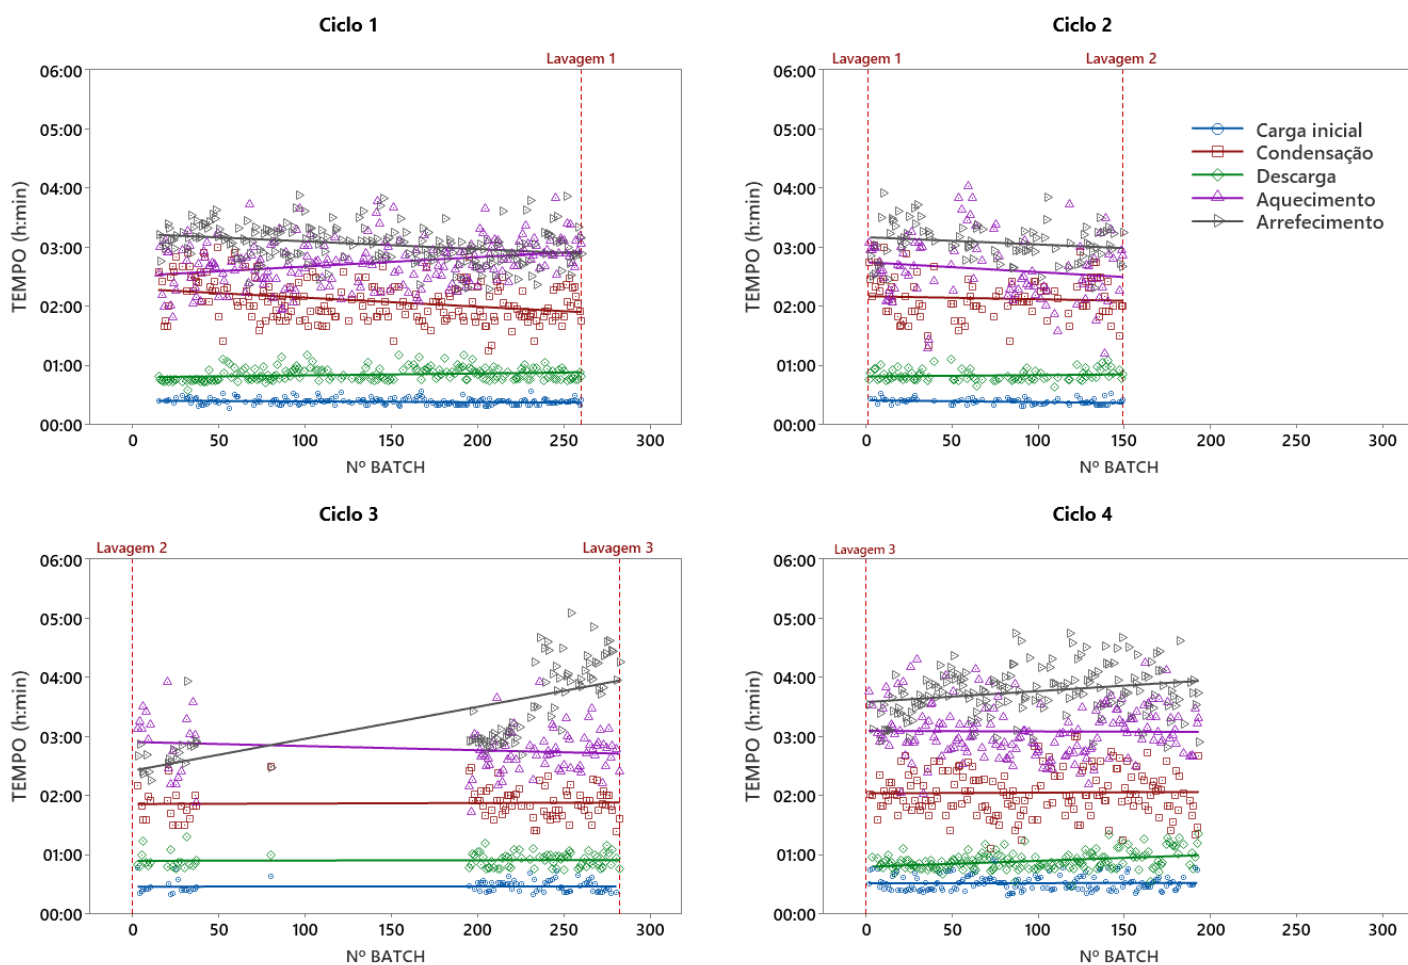 Ciclo 1
Lavagem 1
06:00
05:00
04:00
03:00
02:00
01:00
00:00
TEMPO (h:min)
0 50 100 150 200 250 300
Nº BATCH
Ciclo 2
Lavagem 1 Lavagem 2
06:00
05:00
04:00
03:00
02:00
01:00
00:00
TEMPO (h:min)
Carga inicial
Condensação
Descarga
Aquecimento
Arrefecimento
0 50 100 150 200 250 300
Nº BATCH
Ciclo 3
Lavagem 2 Lavagem 3
06:00
05:00
04:00
03:00
02:00
01:00
00:00
TEMPO (h:min)
0 50 100 150 200 250 300
Nº BATCH
Ciclo 4
Lavagem 3
06:00
05:00
04:00
03:00
02:00
01:00
00:00
TEMPO (h:min)
0 50 100 150 200 250 300
Nº BATCH